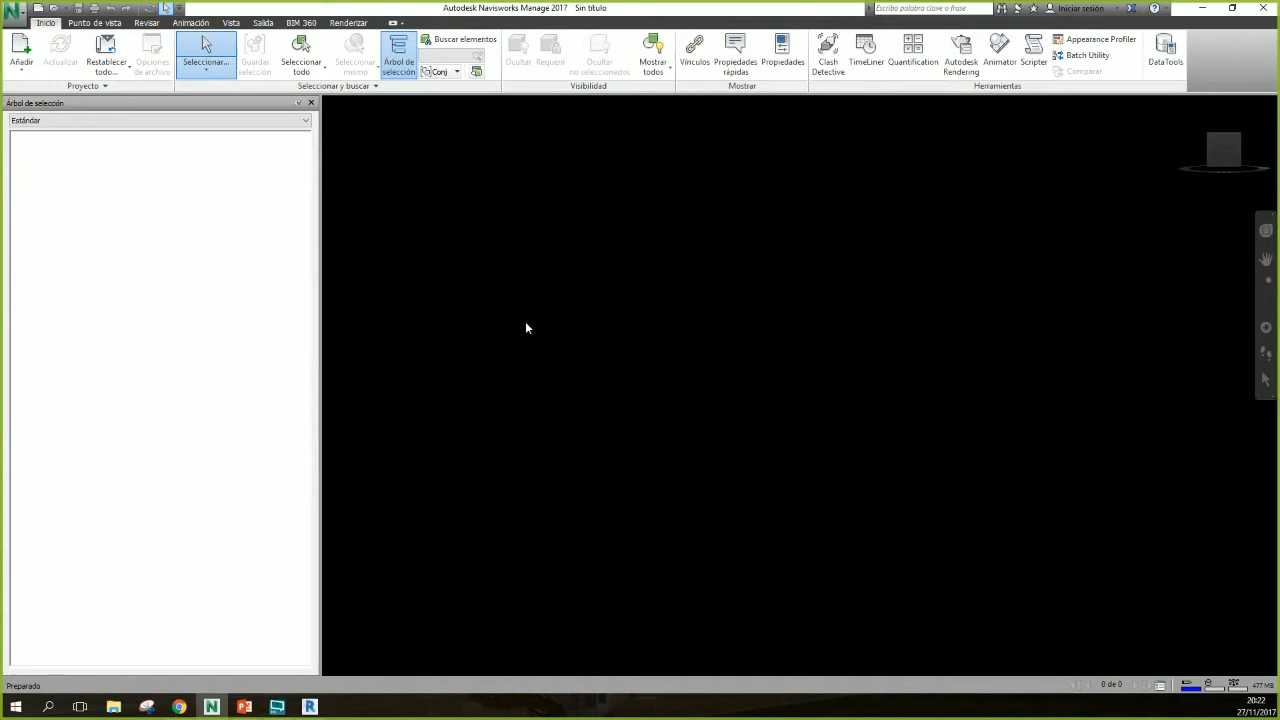 Autodesk Navisworks Manage 2017 Sin título
Escriba palabra clave o frase
Iniciar sesión
Inicio Punto de vista Revisar Animación Vista Salida BIM 360 Renderizar
Añadir
Actualizar
Restablecer
todo...
Opciones
de archivo
Proyecto
Seleccionar...
Guardar
selección
Seleccionar
todo
Seleccionar
mismo
Árbol de
selección
Buscar elementos
Conj
Seleccionar y buscar
Ocultar
Requerir
Ocultar
no seleccionados
Mostrar
todos
Visibilidad
Vínculos
Propiedades
rápidas
Propiedades
Mostrar
Clash
Detective
TimeLiner
Quantification
Autodesk
Rendering
Animator
Scripter
Appearance Profiler
Batch Utility
Comparar
Herramientas
DataTools
Árbol de selección
Estándar
Preparado
0 de 0
477 MB
20:22
27/11/2017